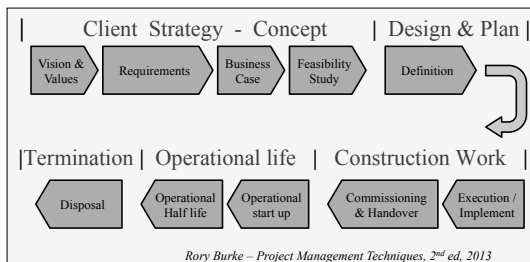 | Client Strategy - Concept | Design & Plan |
Vision & Values
Requirements
Business Case
Feasibility Study
Definition
| Termination | Operational life | Construction Work |
Disposal
Operational Half life
Operational start up
Commissioning & Handover
Execution / Implement
Rory Burke – Project Management Techniques, 2nd ed, 2013